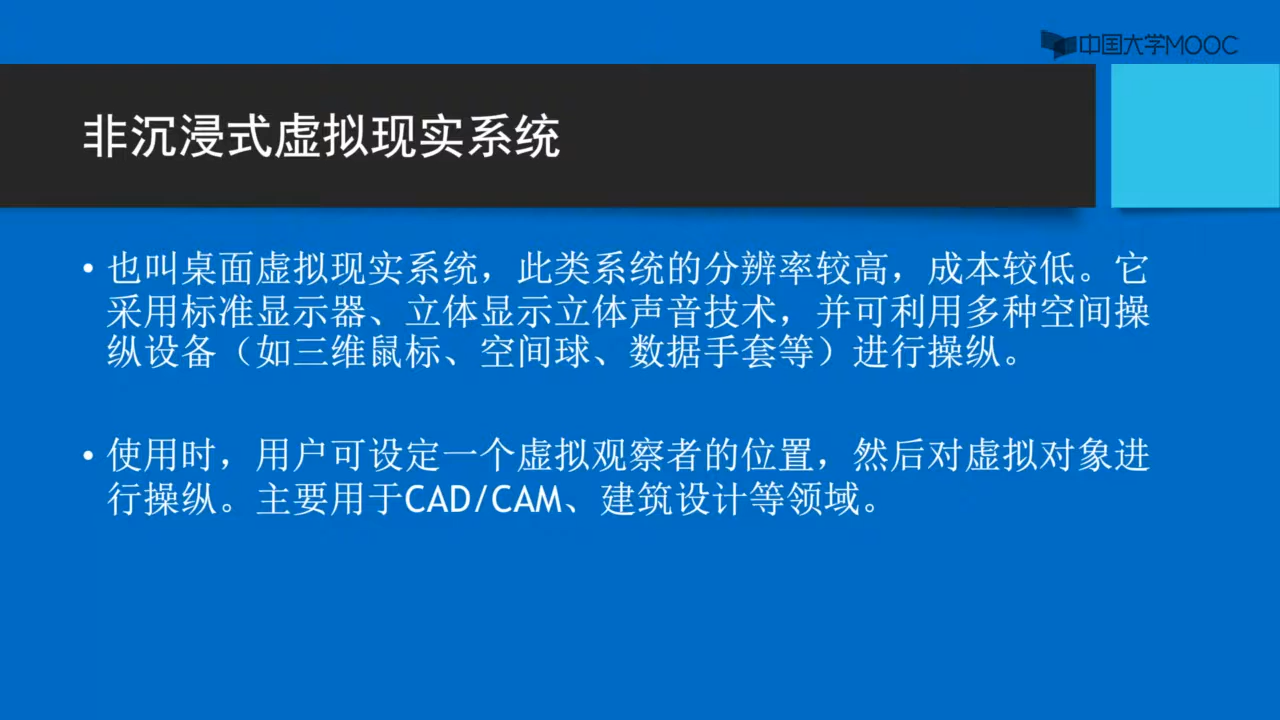 中国大学MOOC
非沉浸式虚拟现实系统
• 也叫桌面虚拟现实系统，此类系统的分辨率较高，成本较低。它
采用标准显示器、立体显示立体声音技术，并可利用多种空间操
纵设备（如三维鼠标、空间球、数据手套等）进行操纵。
• 使用时，用户可设定一个虚拟观察者的位置，然后对虚拟对象进
行操纵。主要用于CAD/CAM、建筑设计等领域。